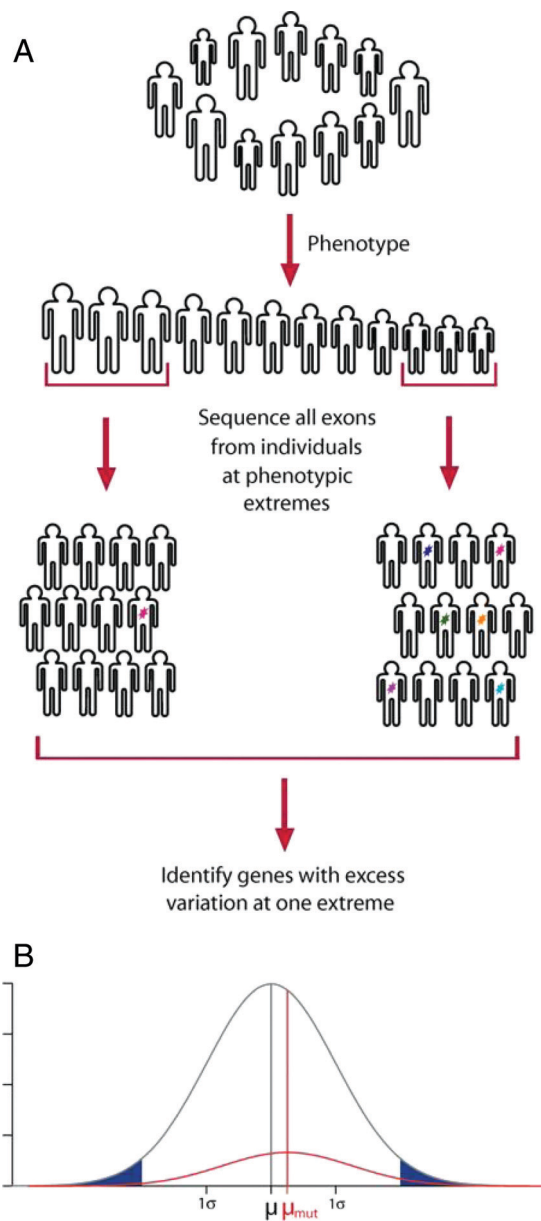 A
Phenotype
Sequence all exons
from individuals
at phenotypic
extremes
Identify genes with excess
variation at one extreme
B
1σ μ μmut 1σ